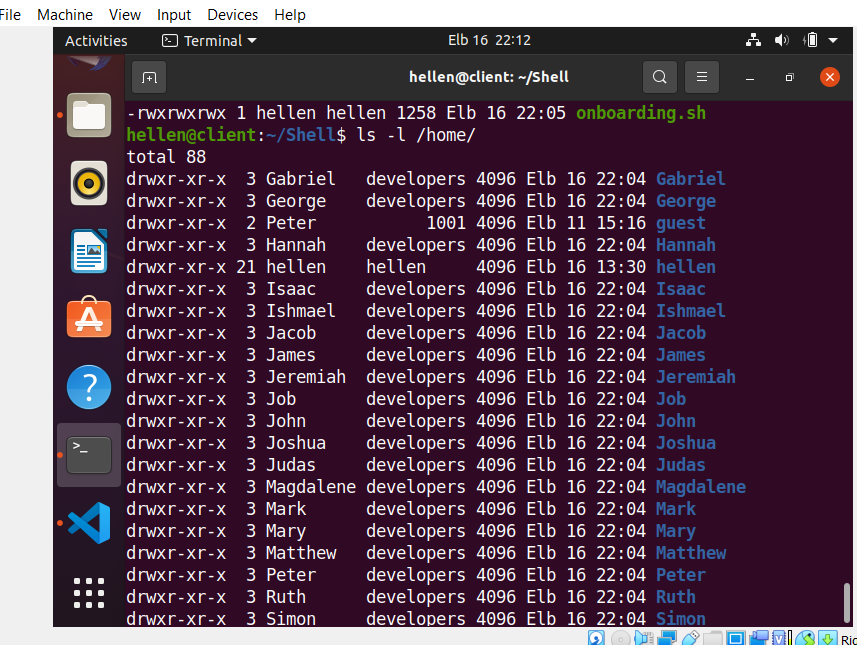 File Machine View Input Devices Help
Activities Terminal Elb 16 22:12
hellen@client: ~/Shell
-rwxrwxrwx 1 hellen hellen 1258 Elb 16 22:05 onboarding.sh
hellen@client:~/Shell$ ls -l /home/
total 88
drwxr-xr-x 3 Gabriel developers 4096 Elb 16 22:04 Gabriel
drwxr-xr-x 3 George developers 4096 Elb 16 22:04 George
drwxr-xr-x 2 Peter 1001 4096 Elb 11 15:16 guest
drwxr-xr-x 3 Hannah developers 4096 Elb 16 22:04 Hannah
drwxr-xr-x 21 hellen hellen 4096 Elb 16 13:30 hellen
drwxr-xr-x 3 Isaac developers 4096 Elb 16 22:04 Isaac
drwxr-xr-x 3 Ishmael developers 4096 Elb 16 22:04 Ishmael
drwxr-xr-x 3 Jacob developers 4096 Elb 16 22:04 Jacob
drwxr-xr-x 3 James developers 4096 Elb 16 22:04 James
drwxr-xr-x 3 Jeremiah developers 4096 Elb 16 22:04 Jeremiah
drwxr-xr-x 3 Job developers 4096 Elb 16 22:04 Job
drwxr-xr-x 3 John developers 4096 Elb 16 22:04 John
drwxr-xr-x 3 Joshua developers 4096 Elb 16 22:04 Joshua
drwxr-xr-x 3 Judas developers 4096 Elb 16 22:04 Judas
drwxr-xr-x 3 Magdalene developers 4096 Elb 16 22:04 Magdalene
drwxr-xr-x 3 Mark developers 4096 Elb 16 22:04 Mark
drwxr-xr-x 3 Mary developers 4096 Elb 16 22:04 Mary
drwxr-xr-x 3 Matthew developers 4096 Elb 16 22:04 Matthew
drwxr-xr-x 3 Peter developers 4096 Elb 16 22:04 Peter
drwxr-xr-x 3 Ruth developers 4096 Elb 16 22:04 Ruth
drwxr-xr-x 3 Simon developers 4096 Elb 16 22:04 Simon